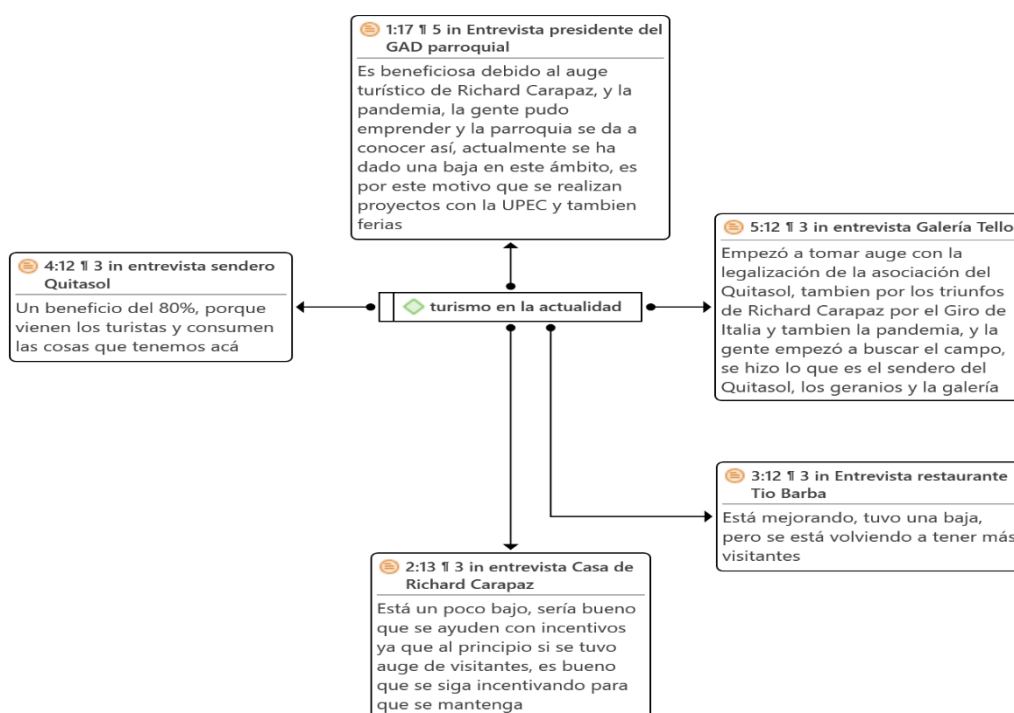 1:17 ¶ 5 in Entrevista presidente del
GAD parroquial
Es beneficiosa debido al auge
turístico de Richard Carapaz, y la
pandemia, la gente pudo
emprender y la parroquia se da a
conocer así, actualmente se ha
dado una baja en este ámbito, es
por este motivo que se realizan
proyectos con la UPEC y tambien
ferias
4:12 ¶ 3 in entrevista sendero
Quitasol
Un beneficio del 80%, porque
vienen los turistas y consumen
las cosas que tenemos acá
turismo en la actualidad
5:12 ¶ 3 in entrevista Galería Tello
Empezó a tomar auge con la
legalización de la asociación del
Quitasol, tambien por los triunfos
de Richard Carapaz por el Giro de
Italia y tambien la pandemia, y la
gente empezó a buscar el campo,
se hizo lo que es el sendero del
Quitasol, los geranios y la galería
3:12 ¶ 3 in Entrevista restaurante
Tio Barba
Está mejorando, tuvo una baja,
pero se está volviendo a tener más
visitantes
2:13 ¶ 3 in entrevista Casa de
Richard Carapaz
Está un poco bajo, sería bueno
que se ayuden con incentivos
ya que al principio si se tuvo
auge de visitantes, es bueno
que se siga incentivando para
que se mantenga